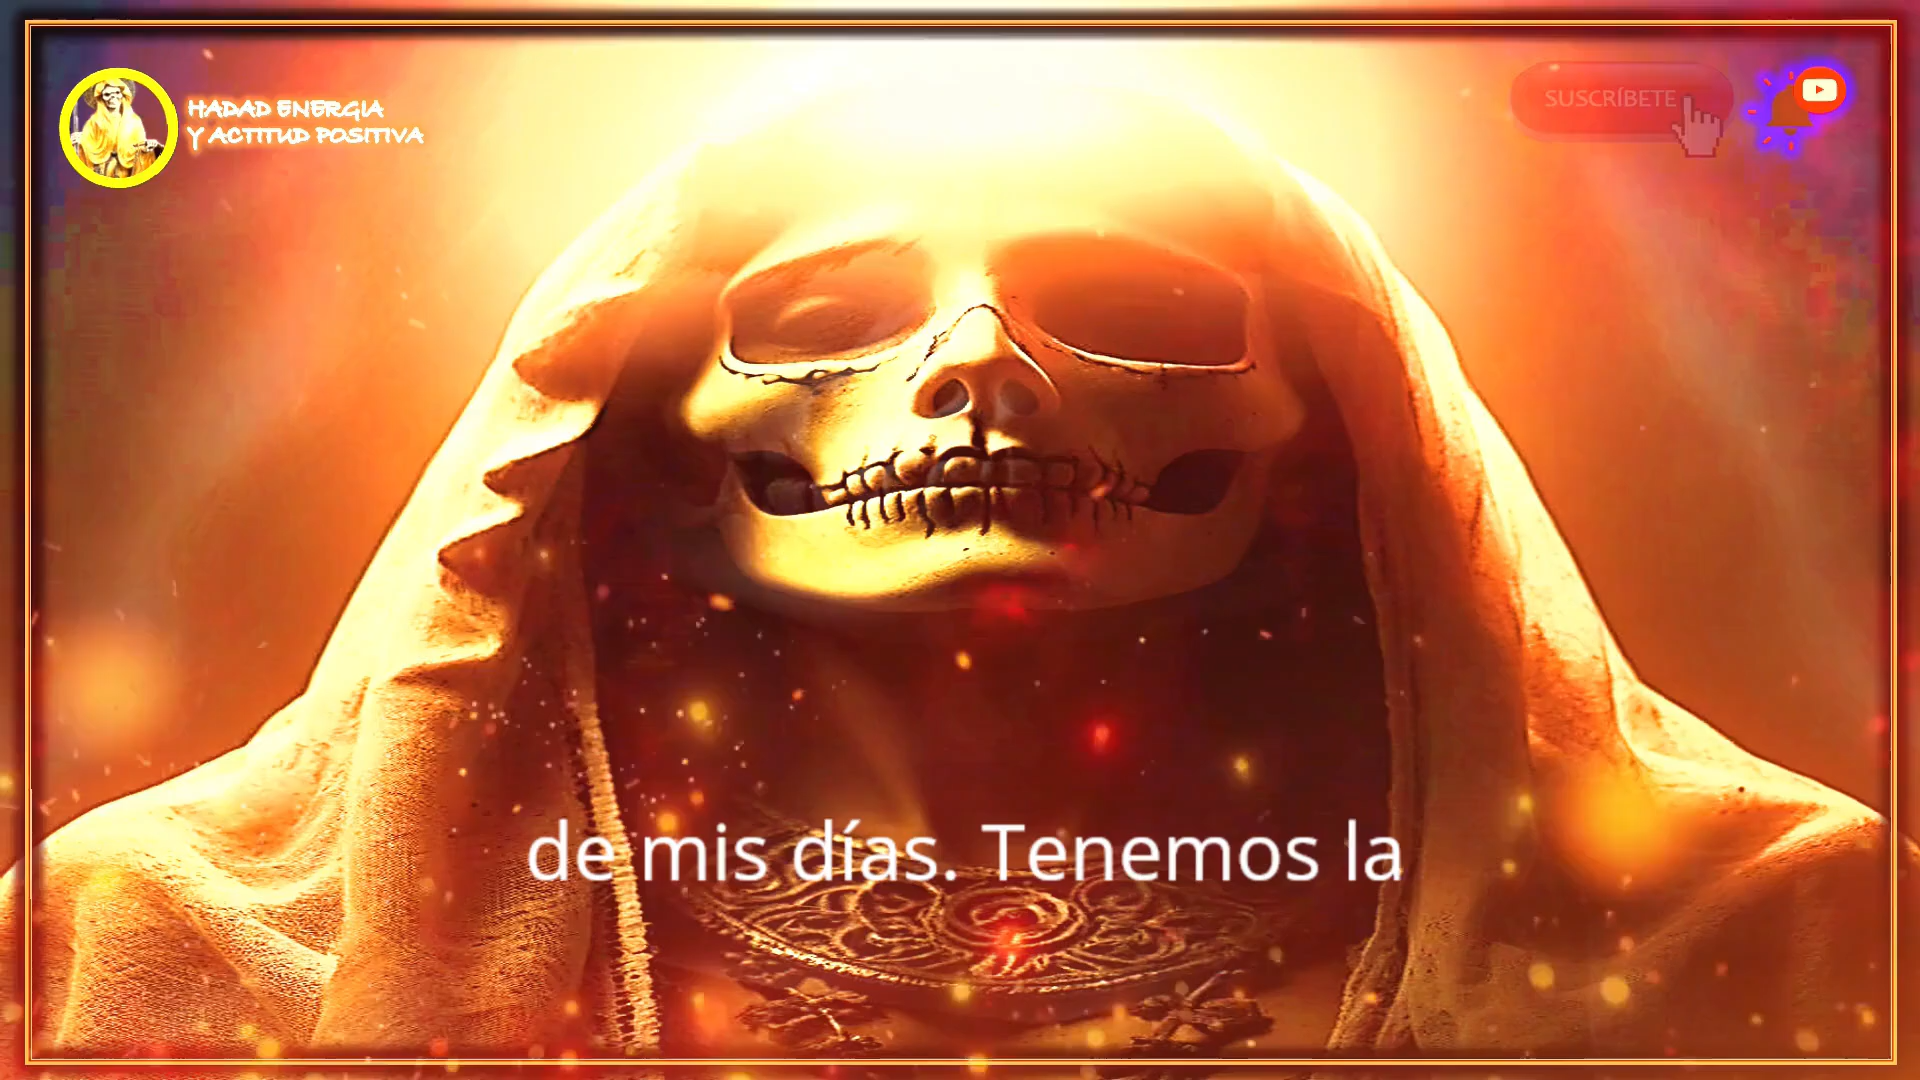 HADAD ENERGIA
Y ACTITUD POSITIVA
SUSCRÍBETE
de mis días. Tenemos la